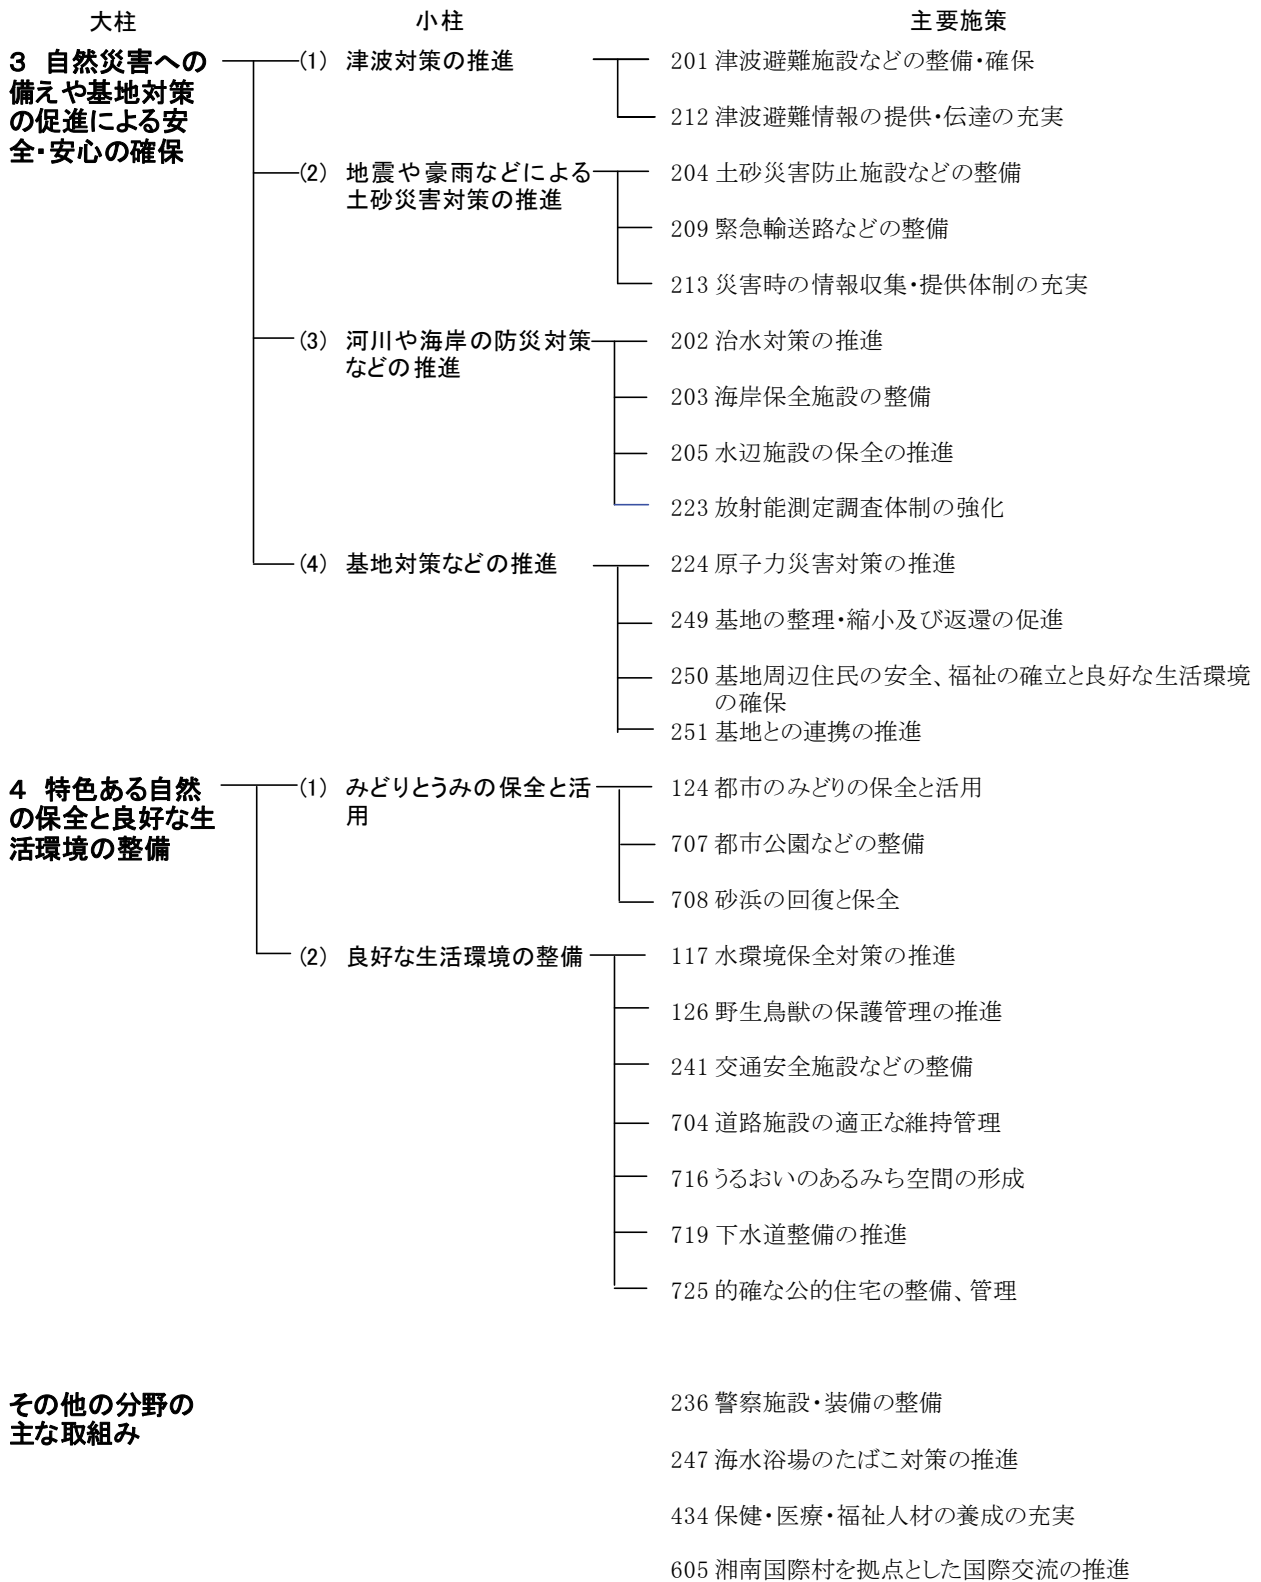 大柱　小柱　主要施策
３　自然災害への
備えや基地対策
の促進による安
全・安心の確保
(1)　津波対策の推進
201 津波避難施設などの整備・確保
212 津波避難情報の提供・伝達の充実
(2)　地震や豪雨などによる
土砂災害対策の推進
204 土砂災害防止施設などの整備
209 緊急輸送路などの整備
213 災害時の情報収集・提供体制の充実
(3)　河川や海岸の防災対策
などの推進
202 治水対策の推進
203 海岸保全施設の整備
205 水辺施設の保全の推進
223 放射能測定調査体制の強化
(4)　基地対策などの推進
224 原子力災害対策の推進
249 基地の整理・縮小及び返還の促進
250 基地周辺住民の安全、福祉の確立と良好な生活環境
の確保
251 基地との連携の推進
４　特色ある自然
の保全と良好な生
活環境の整備
(1)　みどりとうみの保全と活
用
124 都市のみどりの保全と活用
707 都市公園などの整備
708 砂浜の回復と保全
(2)　良好な生活環境の整備
117 水環境保全対策の推進
126 野生鳥獣の保護管理の推進
241 交通安全施設などの整備
704 道路施設の適正な維持管理
716 うるおいのあるみち空間の形成
719 下水道整備の推進
725 的確な公的住宅の整備、管理
その他の分野の
主な取組み
236 警察施設・装備の整備
247 海水浴場のたばこ対策の推進
434 保健・医療・福祉人材の養成の充実
605 湘南国際村を拠点とした国際交流の推進